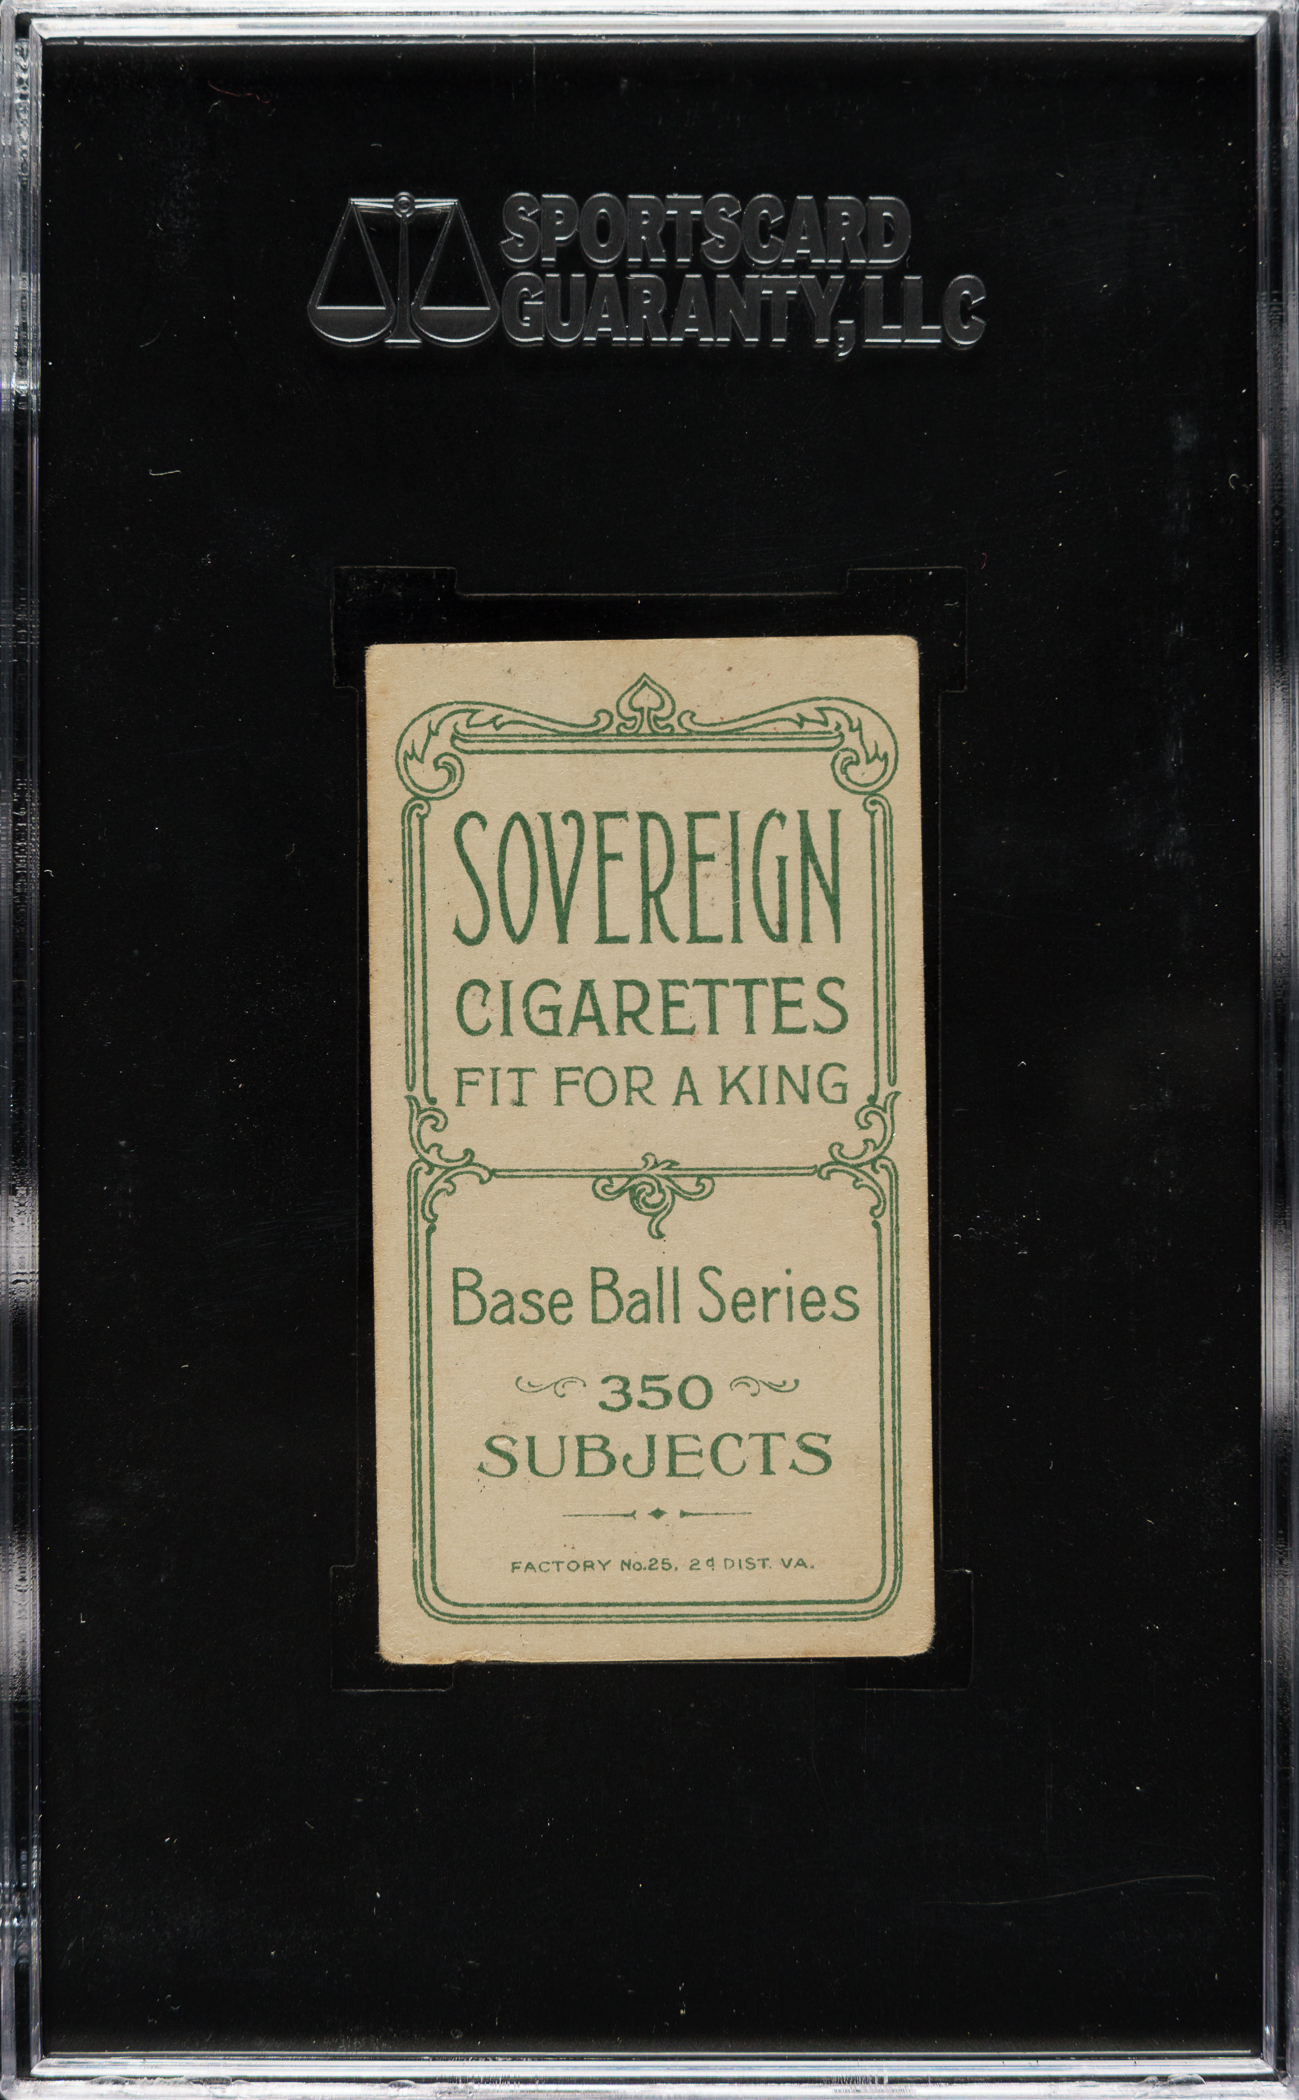 SPORTSCARD
GUARANTY, LLC
SOVEREIGN
CIGARETTES
FIT FOR A KING
Base Ball Series
350
SUBJECTS
FACTORY No. 25, 2d DIST. VA.